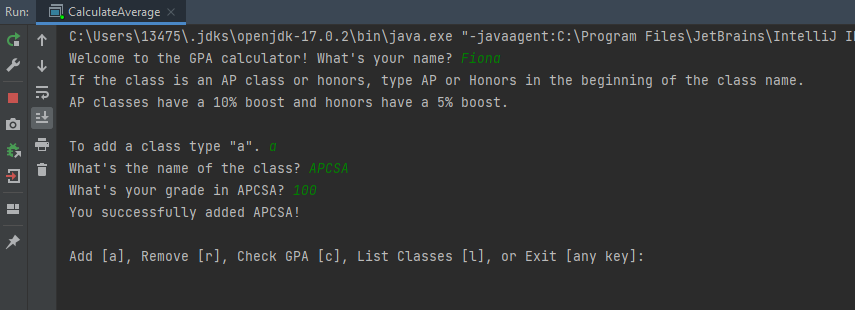 Run: CalculateAverage ×
C:\Users\13475\.jdks\openjdk-17.0.2\bin\java.exe "-javaagent:C:\Program Files\JetBrains\IntelliJ
Welcome to the GPA calculator! What's your name? Fiona
If the class is an AP class or honors, type AP or Honors in the beginning of the class name.
AP classes have a 10% boost and honors have a 5% boost.
To add a class type "a". a
What's the name of the class? APCSA
What's your grade in APCSA? 100
You successfully added APCSA!
Add [a], Remove [r], Check GPA [c], List Classes [l], or Exit [any key]: